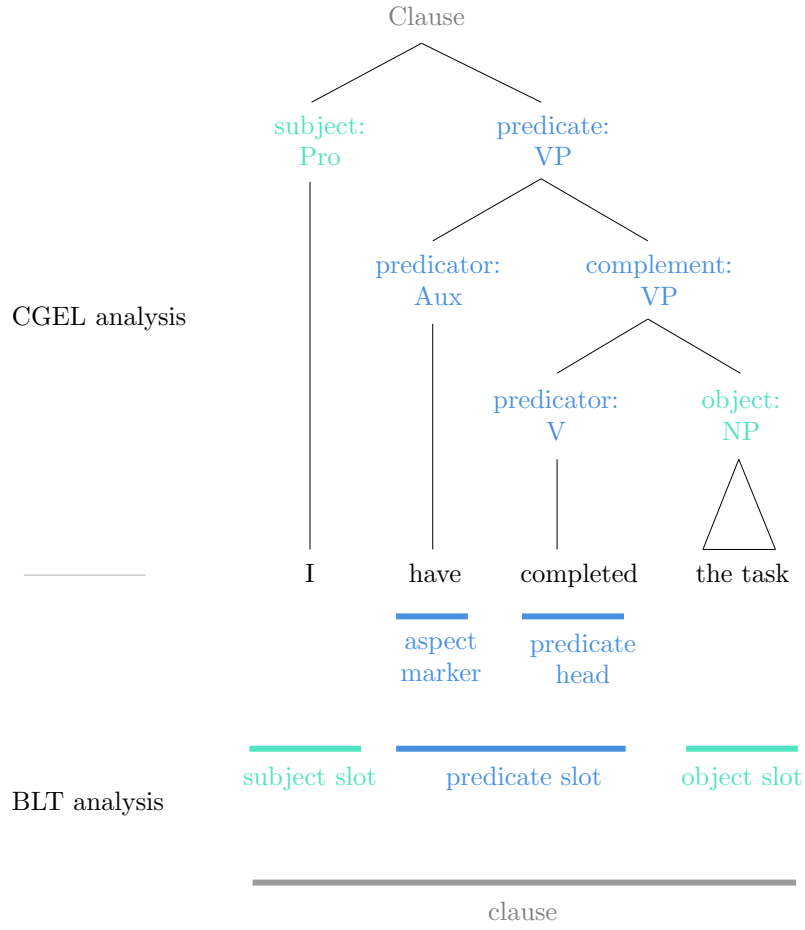 Clause
subject:
Pro
predicate:
VP
predicator:
Aux
complement:
VP
CGEL analysis
predicator:
V
object:
NP
I have completed the task
aspect
marker
predicate
head
subject slot predicate slot object slot
BLT analysis
clause